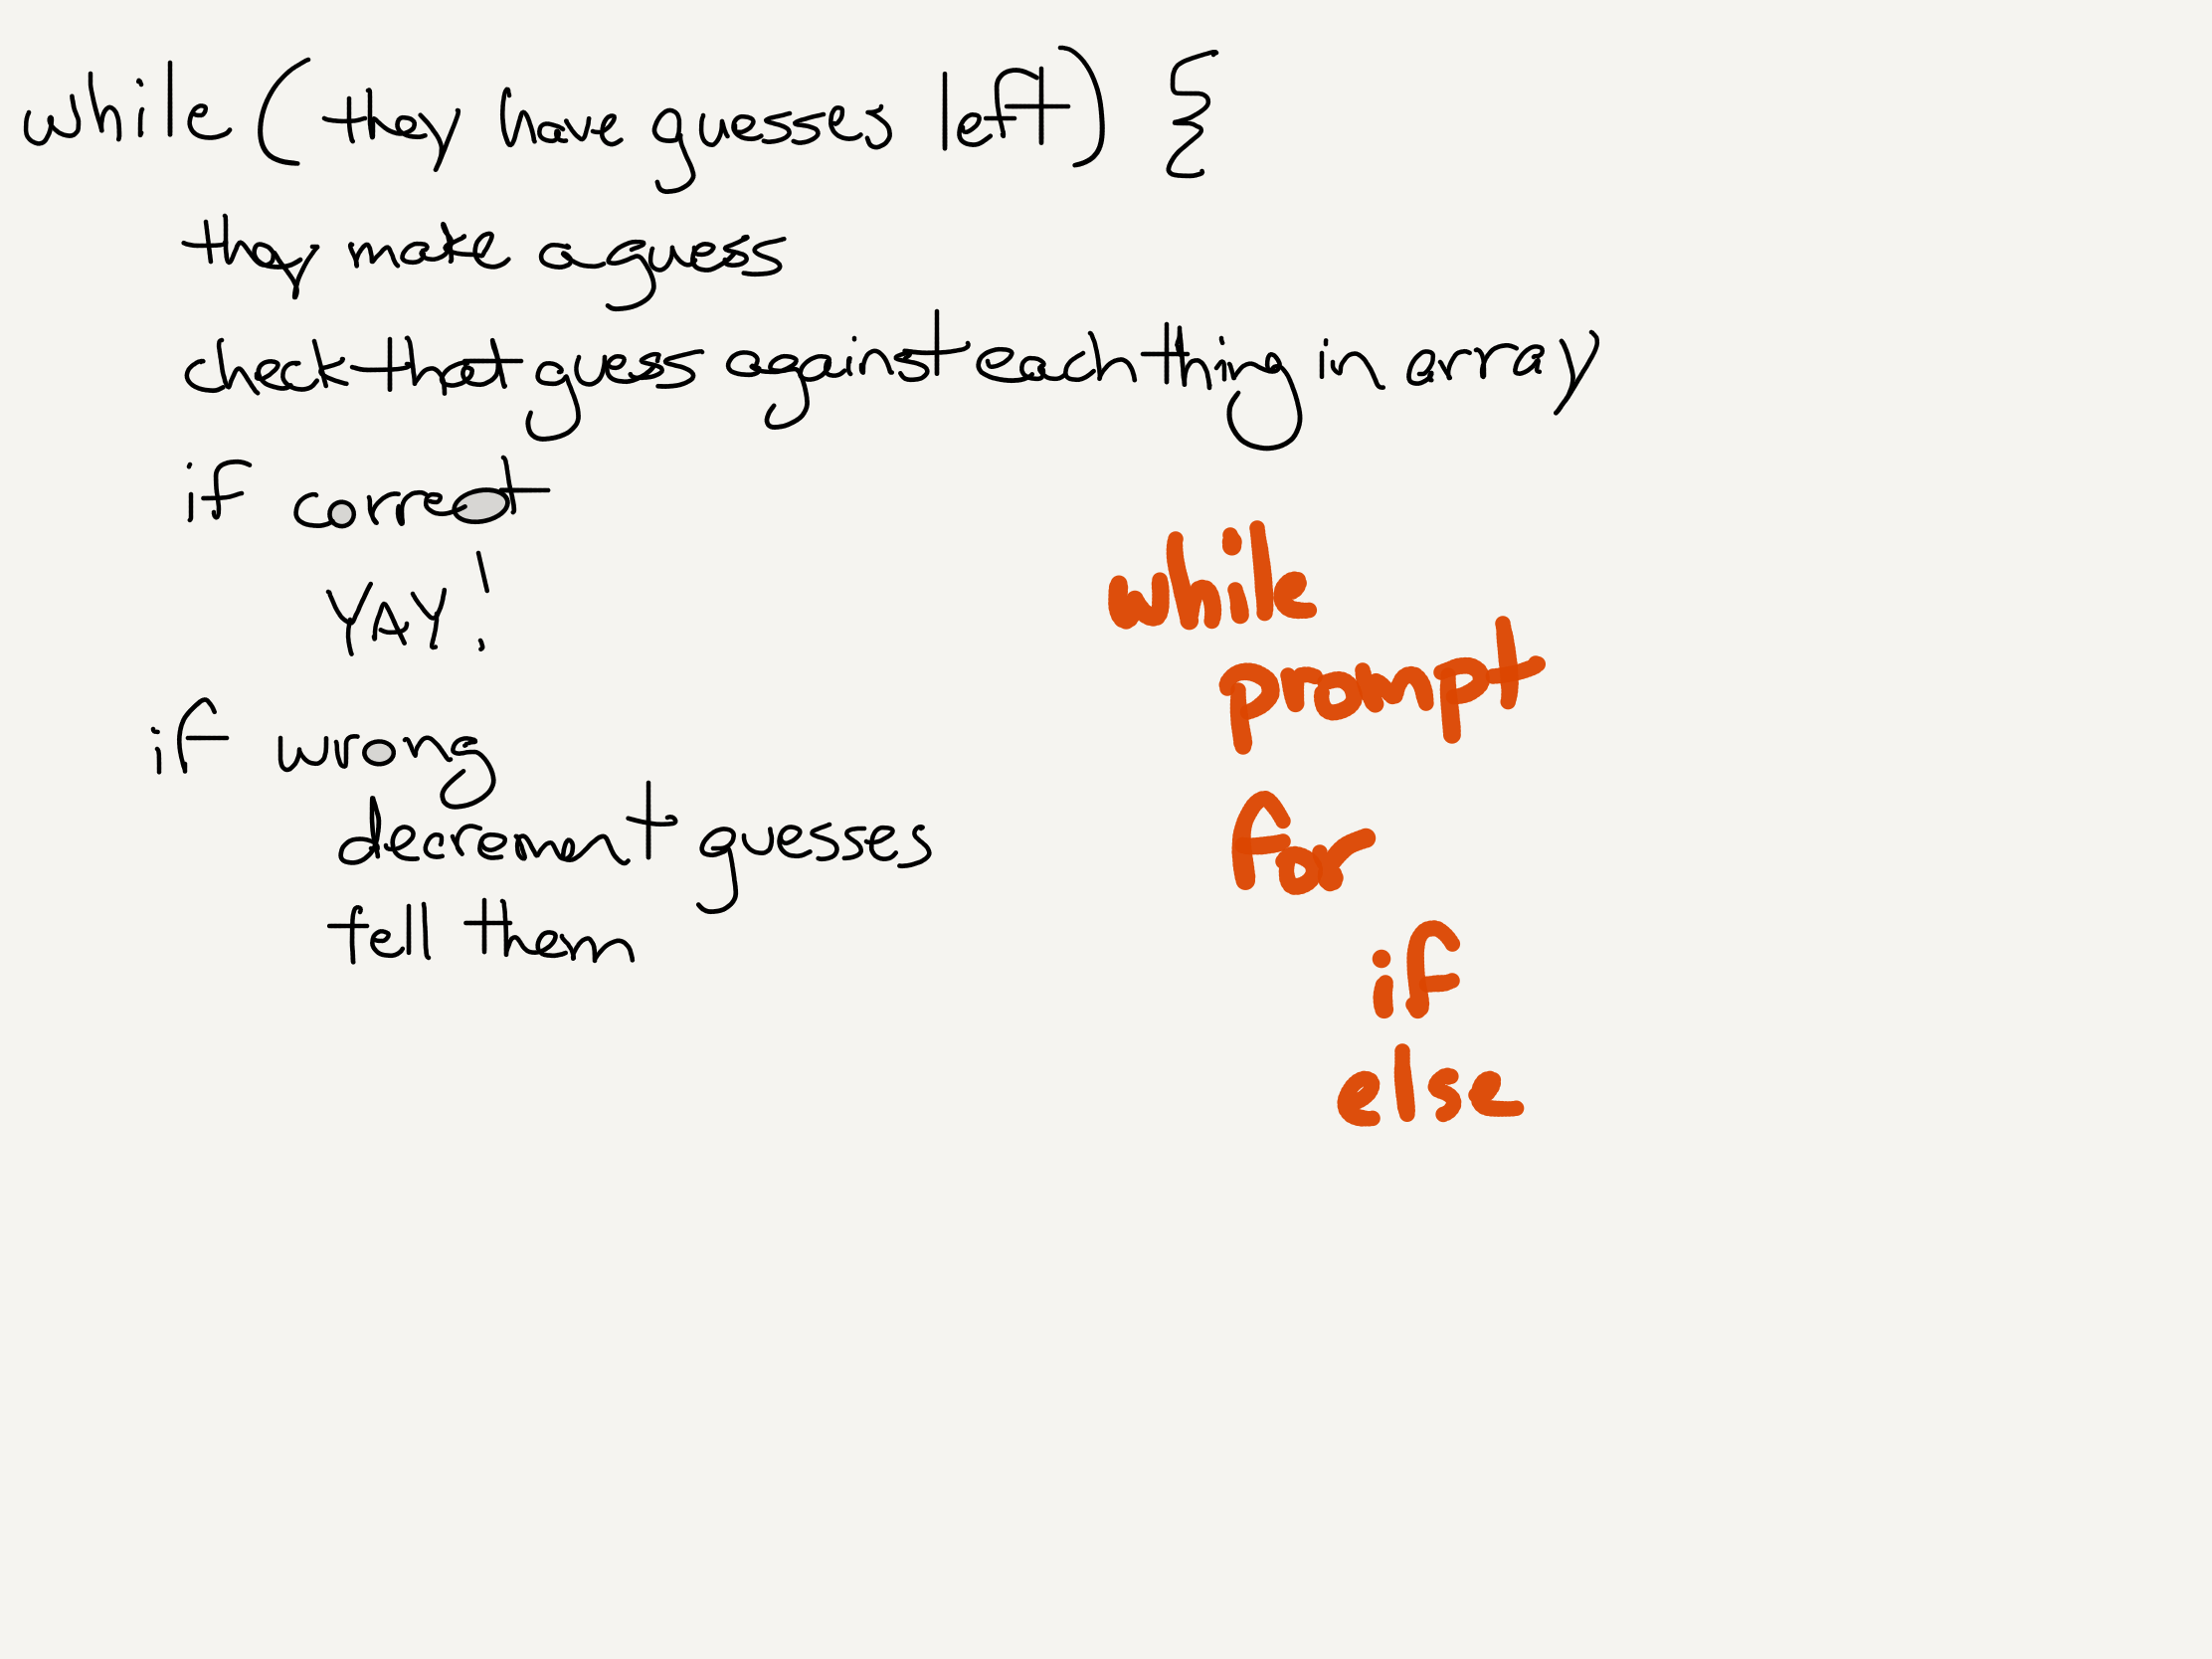 while (they have guesses left) {
they make a guess
check that guess against each thing in array
if correct
YAY!
if wrong
decrement guesses
tell them
while
prompt
for
if
else